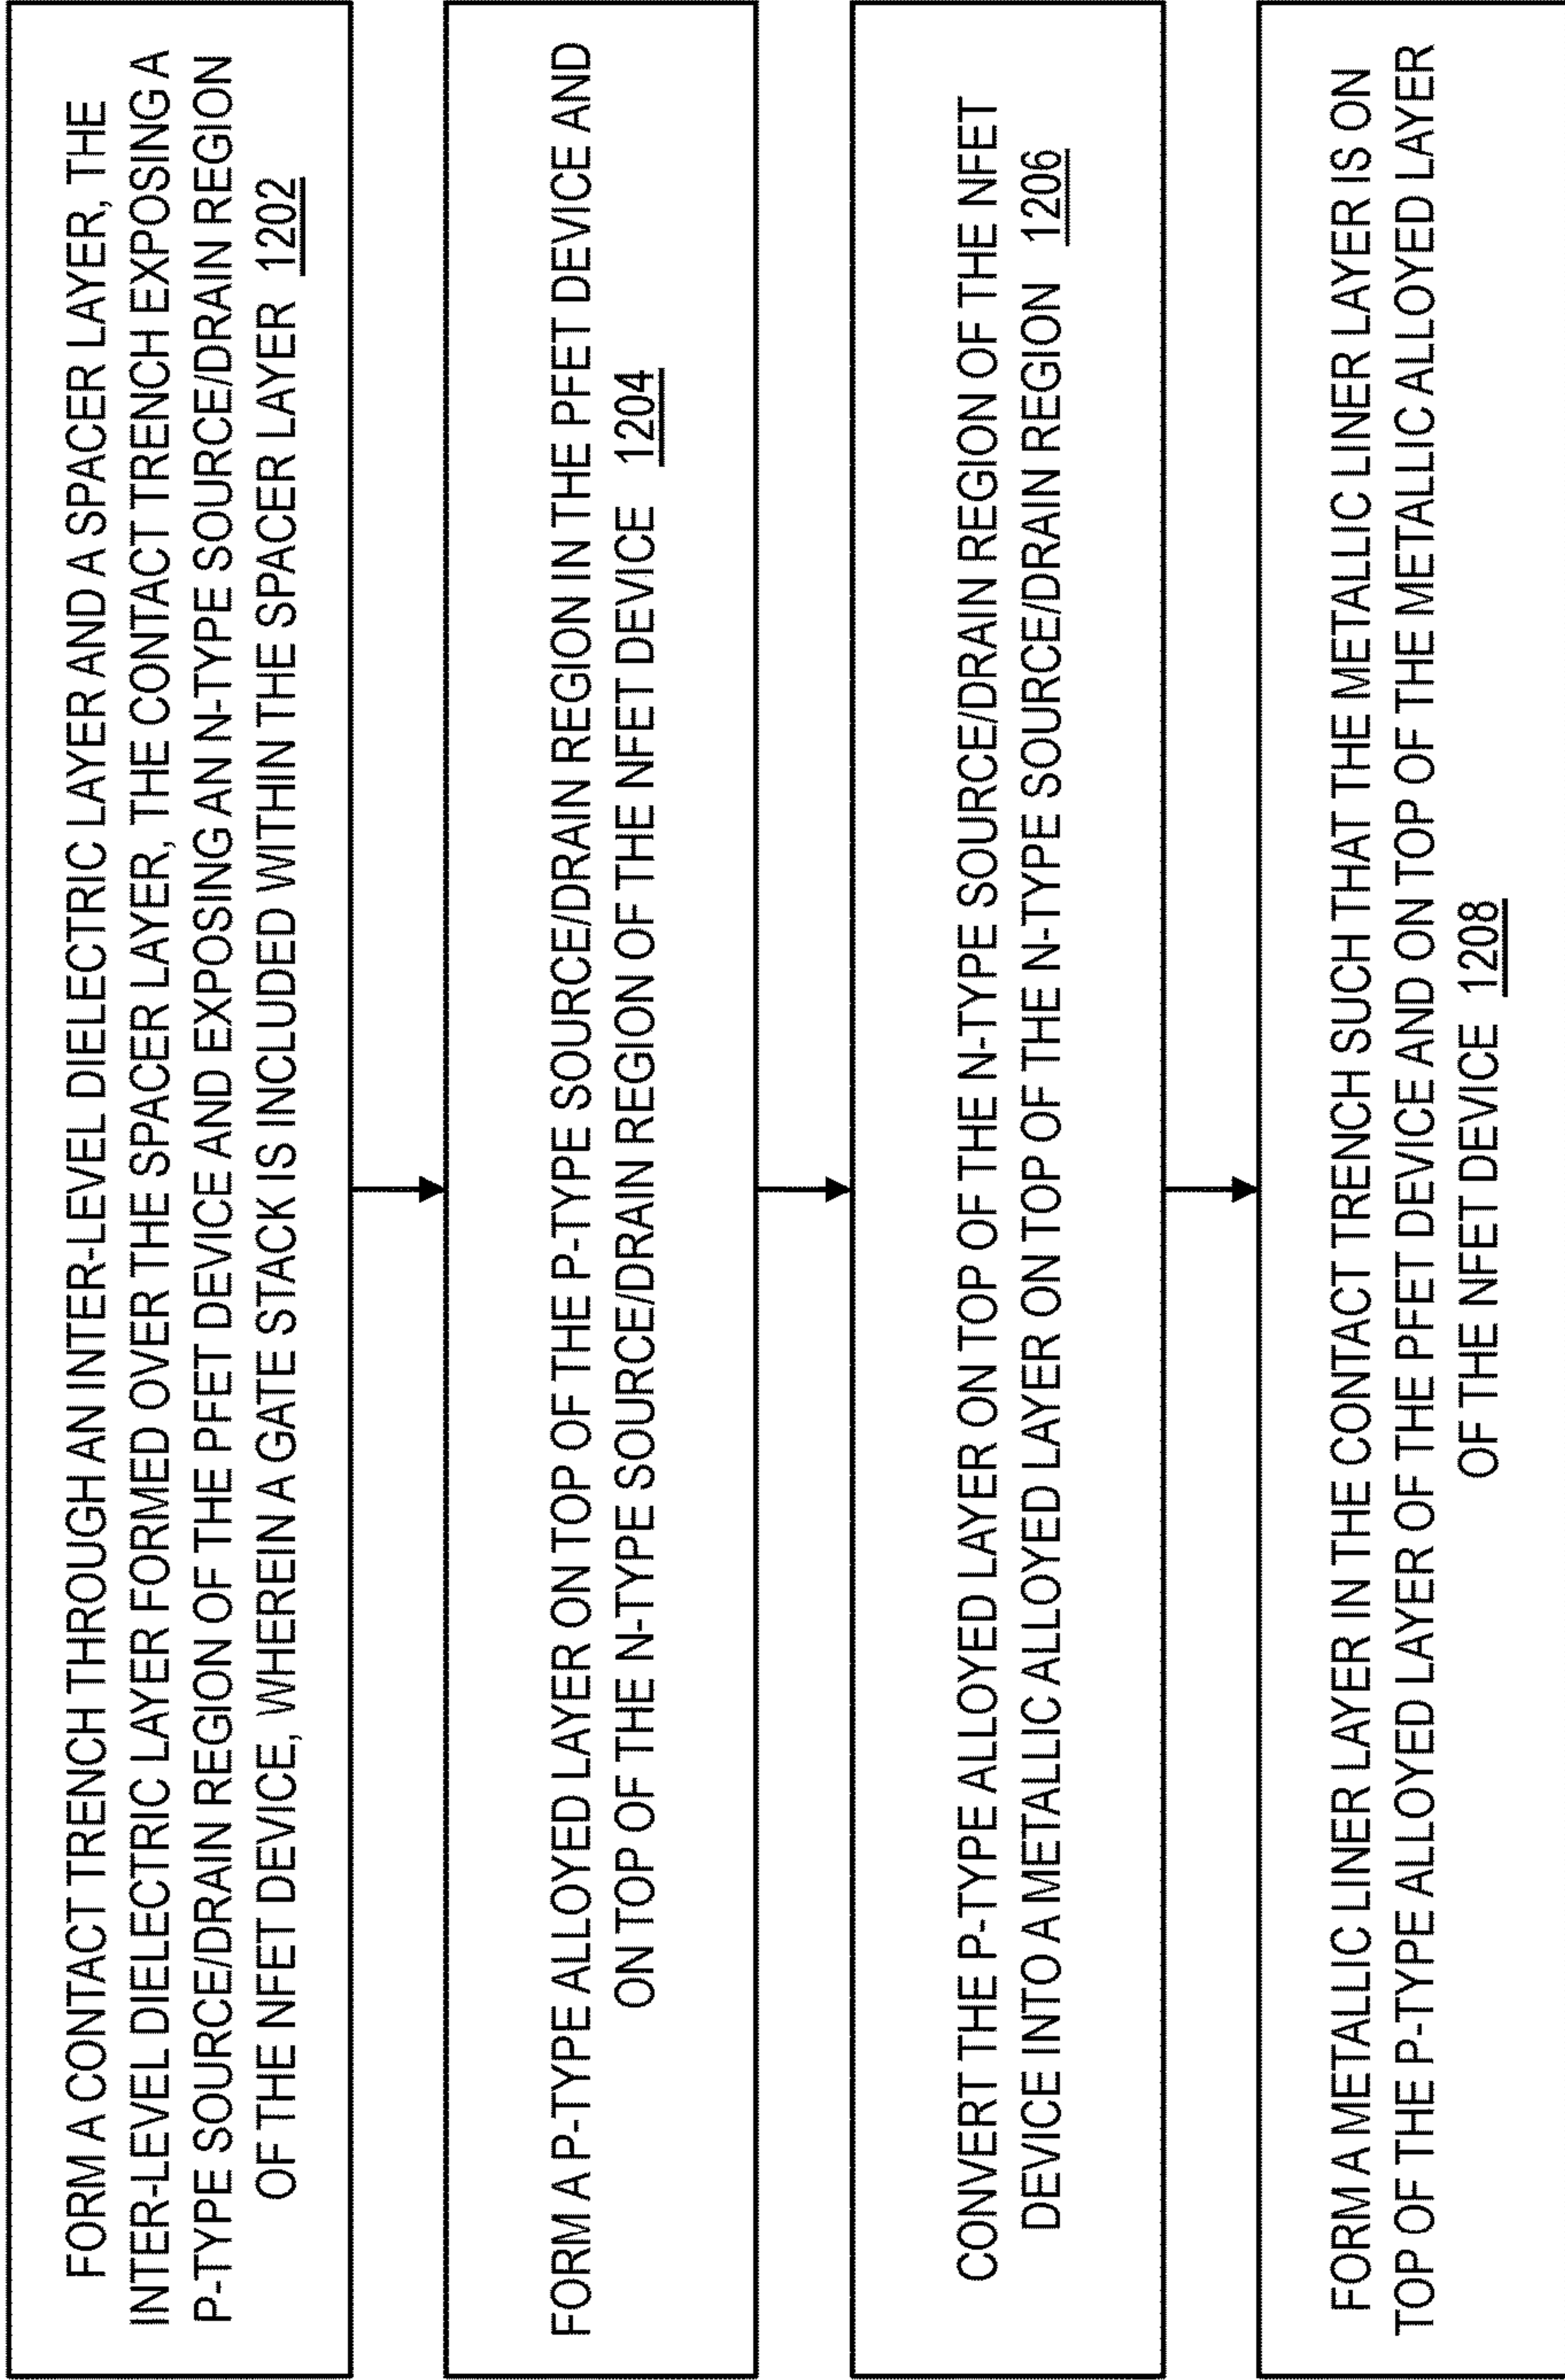 FORM A CONTACT TRENCH THROUGH AN INTER-LEVEL DIELECTRIC LAYER AND A SPACER LAYER, THE
INTER-LEVEL DIELECTRIC LAYER FORMED OVER THE SPACER LAYER, THE CONTACT TRENCH EXPOSING A
P-TYPE SOURCE/DRAIN REGION OF THE PFET DEVICE AND EXPOSING AN N-TYPE SOURCE/DRAIN REGION
OF THE NFET DEVICE, WHEREIN A GATE STACK IS INCLUDED WITHIN THE SPACER LAYER 1202
FORM A P-TYPE ALLOYED LAYER ON TOP OF THE P-TYPE SOURCE/DRAIN REGION IN THE PFET DEVICE AND
ON TOP OF THE N-TYPE SOURCE/DRAIN REGION OF THE NFET DEVICE 1204
CONVERT THE P-TYPE ALLOYED LAYER ON TOP OF THE N-TYPE SOURCE/DRAIN REGION OF THE NFET
DEVICE INTO A METALLIC ALLOYED LAYER ON TOP OF THE N-TYPE SOURCE/DRAIN REGION 1206
FORM A METALLIC LINER LAYER IN THE CONTACT TRENCH SUCH THAT THE METALLIC LINER LAYER IS ON
TOP OF THE P-TYPE ALLOYED LAYER OF THE PFET DEVICE AND ON TOP OF THE METALLIC ALLOYED LAYER
OF THE NFET DEVICE 1208